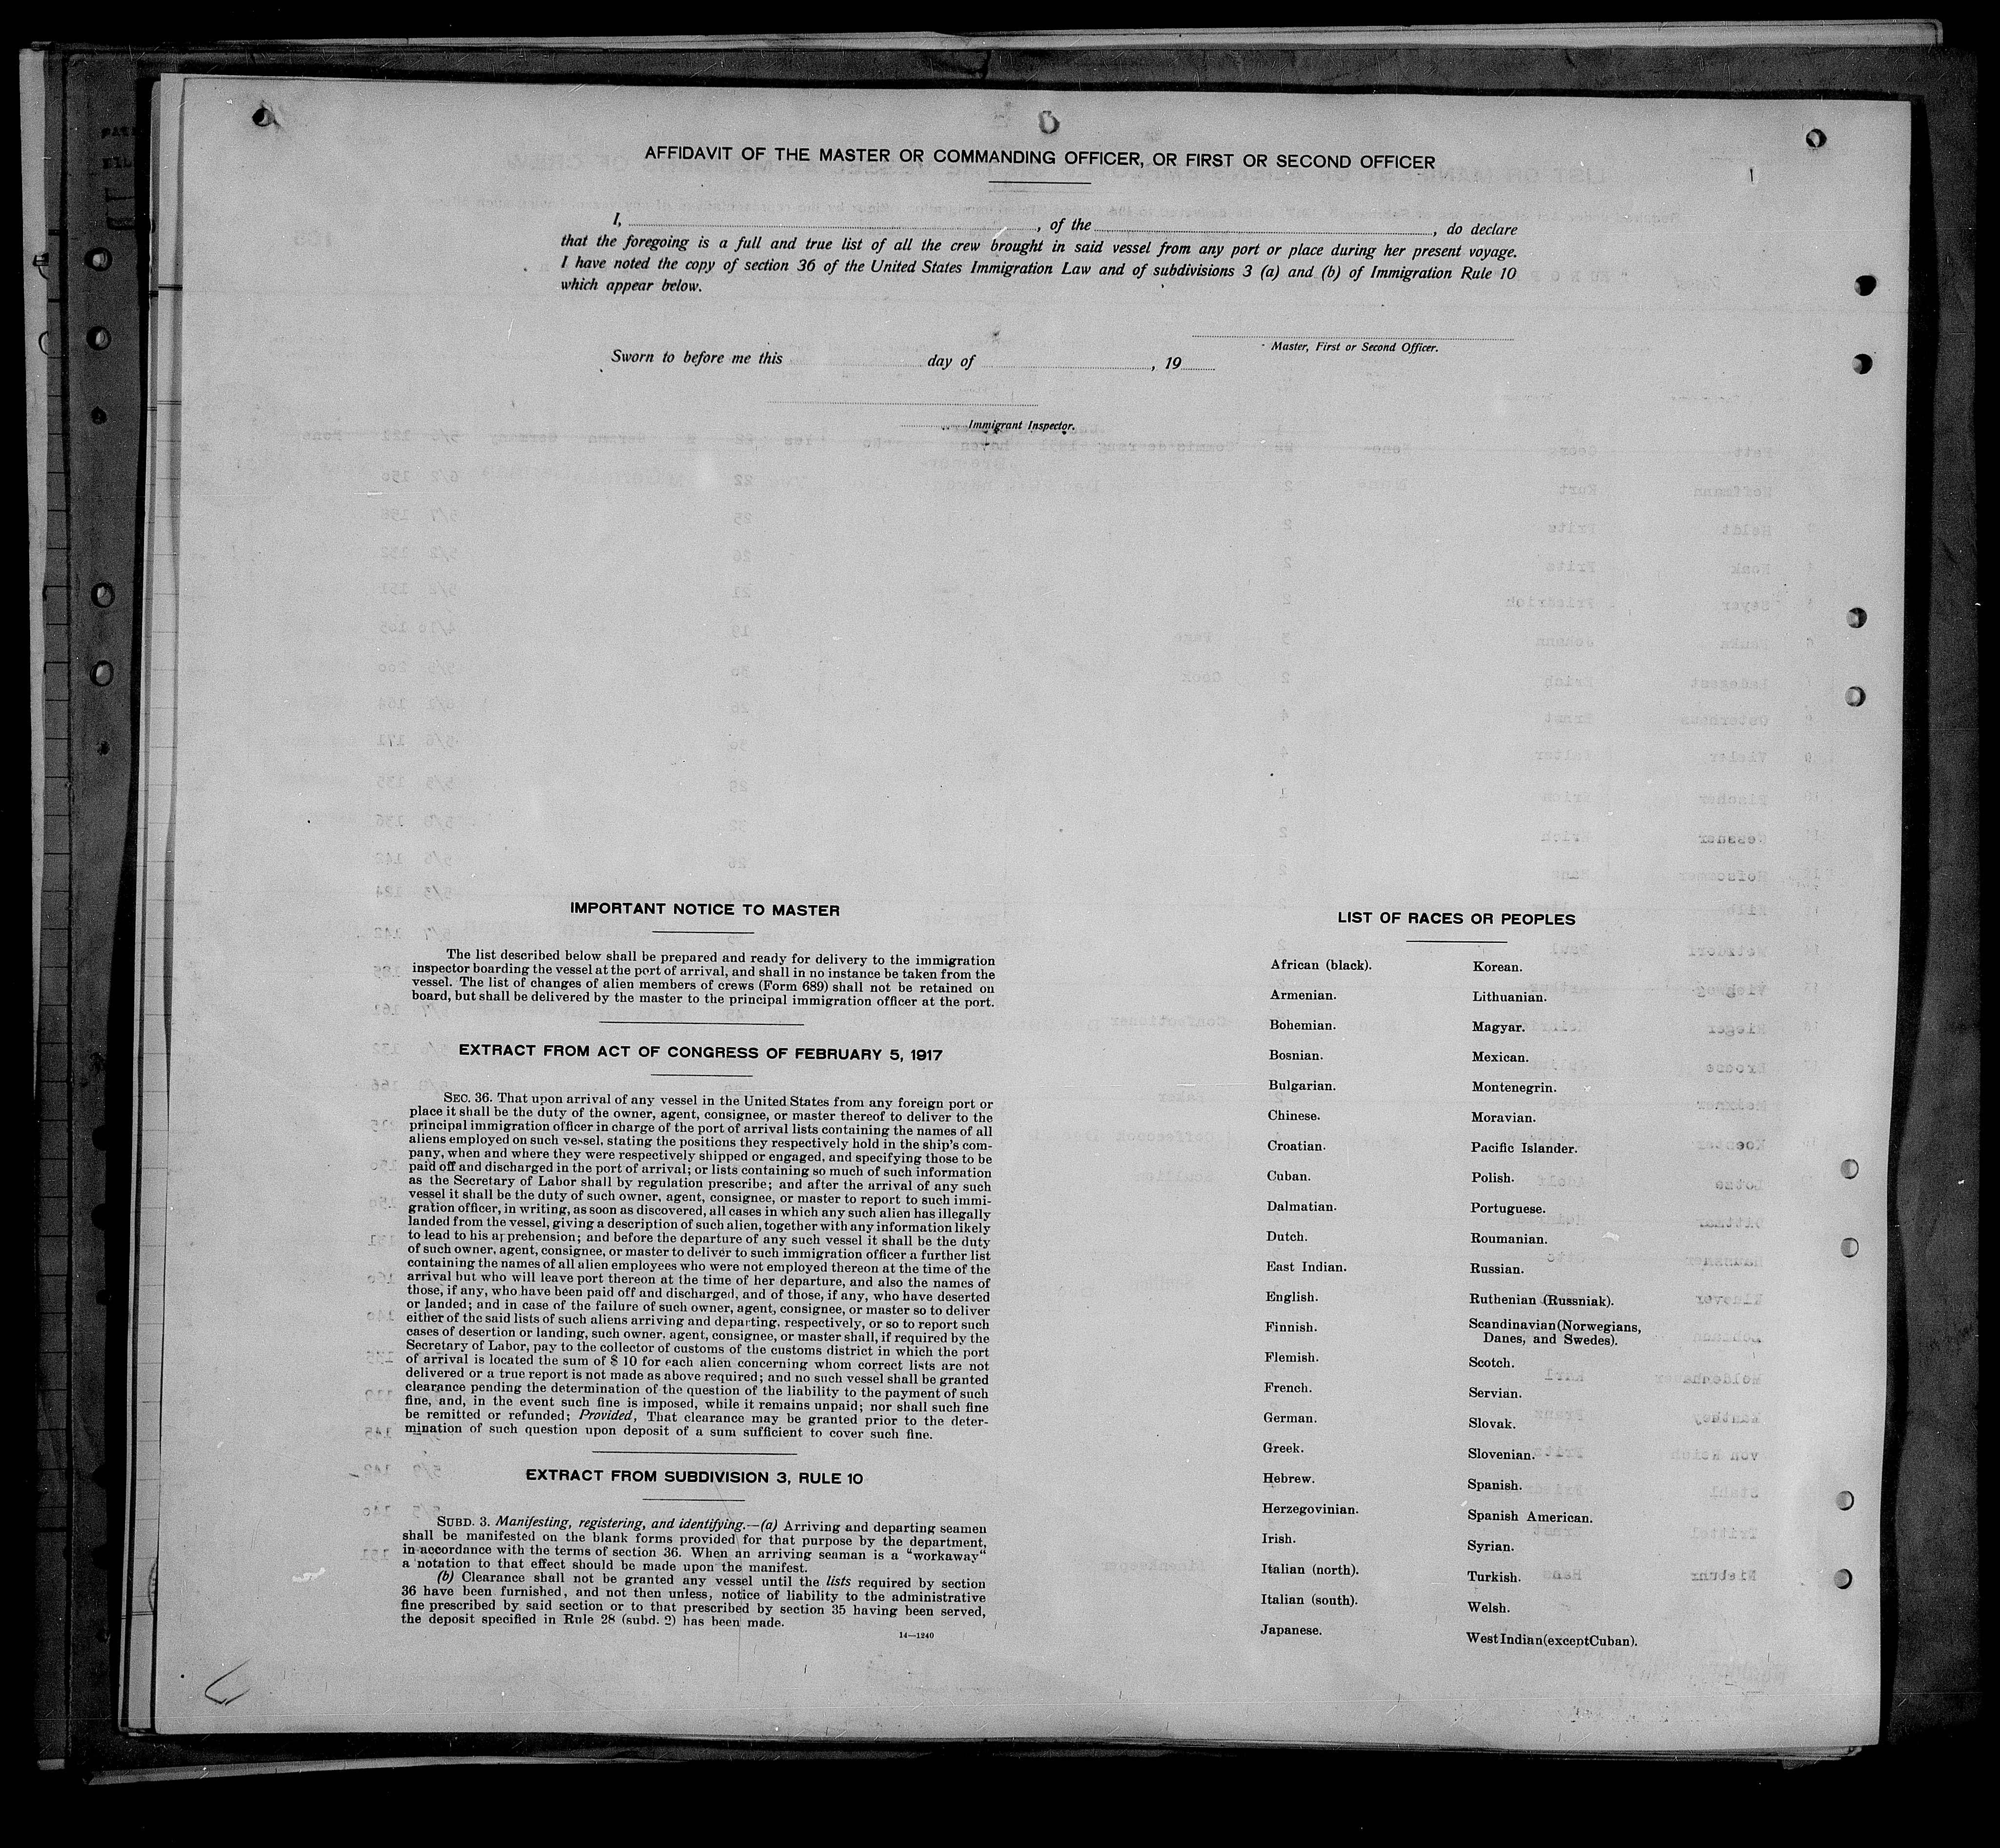 AFFIDAVIT OF THE MASTER OR COMMANDING OFFICER, OR FIRST OR SECOND OFFICER
I, , of the , do declare
that the foregoing is a full and true list of all the crew brought in said vessel from any port or place during her present voyage.
I have noted the copy of section 36 of the United States Immigration Law and of subdivisions 3 (a) and (b) of Immigration Rule 10
which appear below.
Master, First or Second Officer.
Sworn to before me this day of , 19
Immigrant Inspector.
IMPORTANT NOTICE TO MASTER
The list described below shall be prepared and ready for delivery to the immigration
inspector boarding the vessel at the port of arrival, and shall in no instance be taken from the
vessel. The list of changes of alien members of crews (Form 689) shall not be retained on
board, but shall be delivered by the master to the principal immigration officer at the port.
EXTRACT FROM ACT OF CONGRESS OF FEBRUARY 5, 1917
SEC. 36. That upon arrival of any vessel in the United States from any foreign port or
place it shall be the duty of the owner, agent, consignee, or master thereof to deliver to the
principal immigration officer in charge of the port of arrival lists containing the names of all
aliens employed on such vessel, stating the positions they respectively hold in the ship's com-
pany, when and where they were respectively shipped or engaged, and specifying those to be
paid off and discharged in the port of arrival; or lists containing so much of such information
as the Secretary of Labor shall by regulation prescribe; and after the arrival of any such
vessel it shall be the duty of such owner, agent, consignee, or master to report to such immi-
gration officer, in writing, as soon as discovered, all cases in which any such alien has illegally
landed from the vessel, giving a description of such alien, together with any information likely
to lead to his apprehension; and before the departure of any such vessel it shall be the duty
of such owner, agent, consignee, or master to deliver to such immigration officer a further list
containing the names of all alien employees who were not employed thereon at the time of the
arrival but who will leave port thereon at the time of her departure, and also the names of
those, if any, who have been paid off and discharged, and of those, if any, who have deserted
or landed; and in case of the failure of such owner, agent, consignee, or master so to deliver
either of the said lists of such aliens arriving and departing, respectively, or so to report such
cases of desertion or landing, such owner, agent, consignee, or master shall, if required by the
Secretary of Labor, pay to the collector of customs of the customs district in which the port
of arrival is located the sum of $ 10 for each alien concerning whom correct lists are not
delivered or a true report is not made as above required; and no such vessel shall be granted
clearance pending the determination of the question of the liability to the payment of such
fine, and, in the event such fine is imposed, while it remains unpaid; nor shall such fine
be remitted or refunded; Provided, That clearance may be granted prior to the deter-
mination of such question upon deposit of a sum sufficient to cover such fine.
EXTRACT FROM SUBDIVISION 3, RULE 10
SUBD. 3. Manifesting, registering, and identifying.—(a) Arriving and departing seamen
shall be manifested on the blank forms provided for that purpose by the department,
in accordance with the terms of section 36. When an arriving seaman is a "workaway"
a notation to that effect should be made upon the manifest.
(b) Clearance shall not be granted any vessel until the lists required by section
36 have been furnished, and not then unless, notice of liability to the administrative
fine prescribed by said section or to that prescribed by section 35 having been served,
the deposit specified in Rule 28 (subd. 2) has been made.
14—1240
LIST OF RACES OR PEOPLES
African (black).
Armenian.
Bohemian.
Bosnian.
Bulgarian.
Chinese.
Croatian.
Cuban.
Dalmatian.
Dutch.
East Indian.
English.
Finnish.
Flemish.
French.
German.
Greek.
Hebrew.
Herzegovinian.
Irish.
Italian (north).
Italian (south).
Japanese.
Korean.
Lithuanian.
Magyar.
Mexican.
Montenegrin.
Moravian.
Pacific Islander.
Polish.
Portuguese.
Roumanian.
Russian.
Ruthenian (Russniak).
Scandinavian (Norwegians,
Danes, and Swedes).
Scotch.
Servian.
Slovak.
Slovenian.
Spanish.
Spanish American.
Syrian.
Turkish.
Welsh.
West Indian (except Cuban).